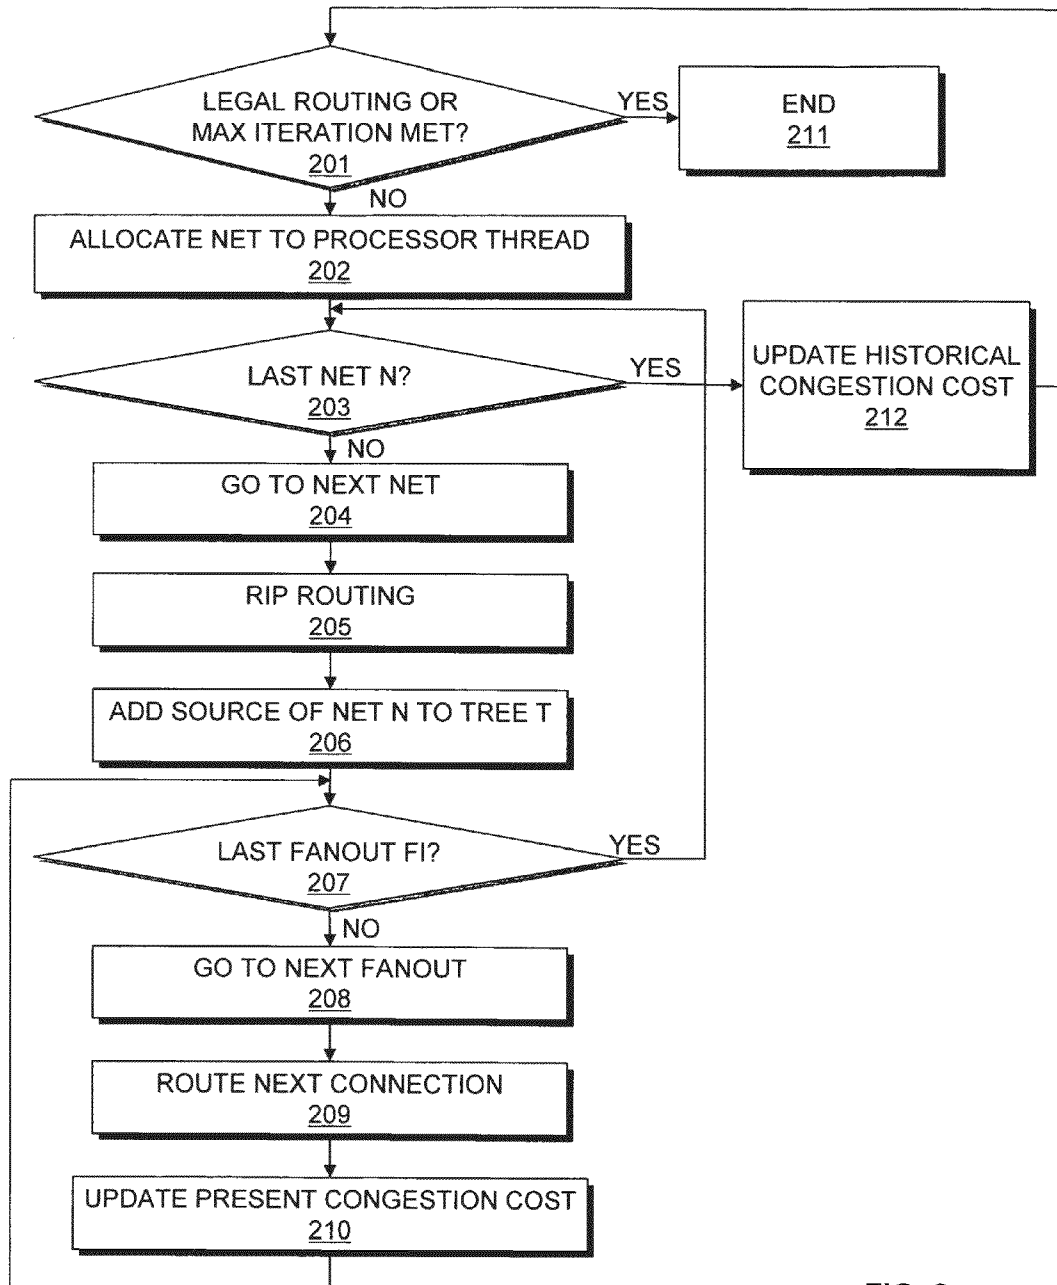 LEGAL ROUTING OR
MAX ITERATION MET?
201
YES
END
211
NO
ALLOCATE NET TO PROCESSOR THREAD
202
LAST NET N?
203
YES
UPDATE HISTORICAL
CONGESTION COST
212
NO
GO TO NEXT NET
204
RIP ROUTING
205
ADD SOURCE OF NET N TO TREE T
206
LAST FANOUT FI?
207
YES
NO
GO TO NEXT FANOUT
208
ROUTE NEXT CONNECTION
209
UPDATE PRESENT CONGESTION COST
210